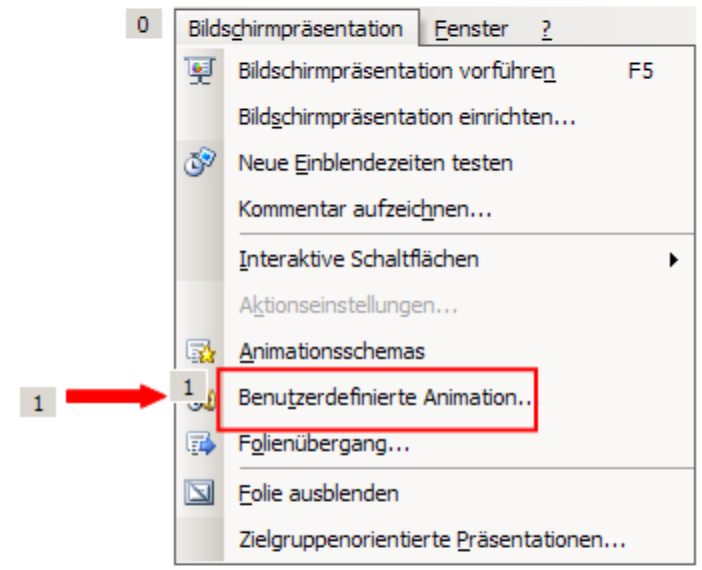 0 Bildschirmpräsentation Fenster ?
Bildschirmpräsentation vorführen F5
Bildschirmpräsentation einrichten...
Neue Einblendezeiten testen
Kommentar aufzeichnen...
Interaktive Schaltflächen
Aktionseinstellungen...
Animationsschemas
1 1 Benutzerdefinierte Animation..
Folienübergang...
Folie ausblenden
Zielgruppenorientierte Präsentationen...